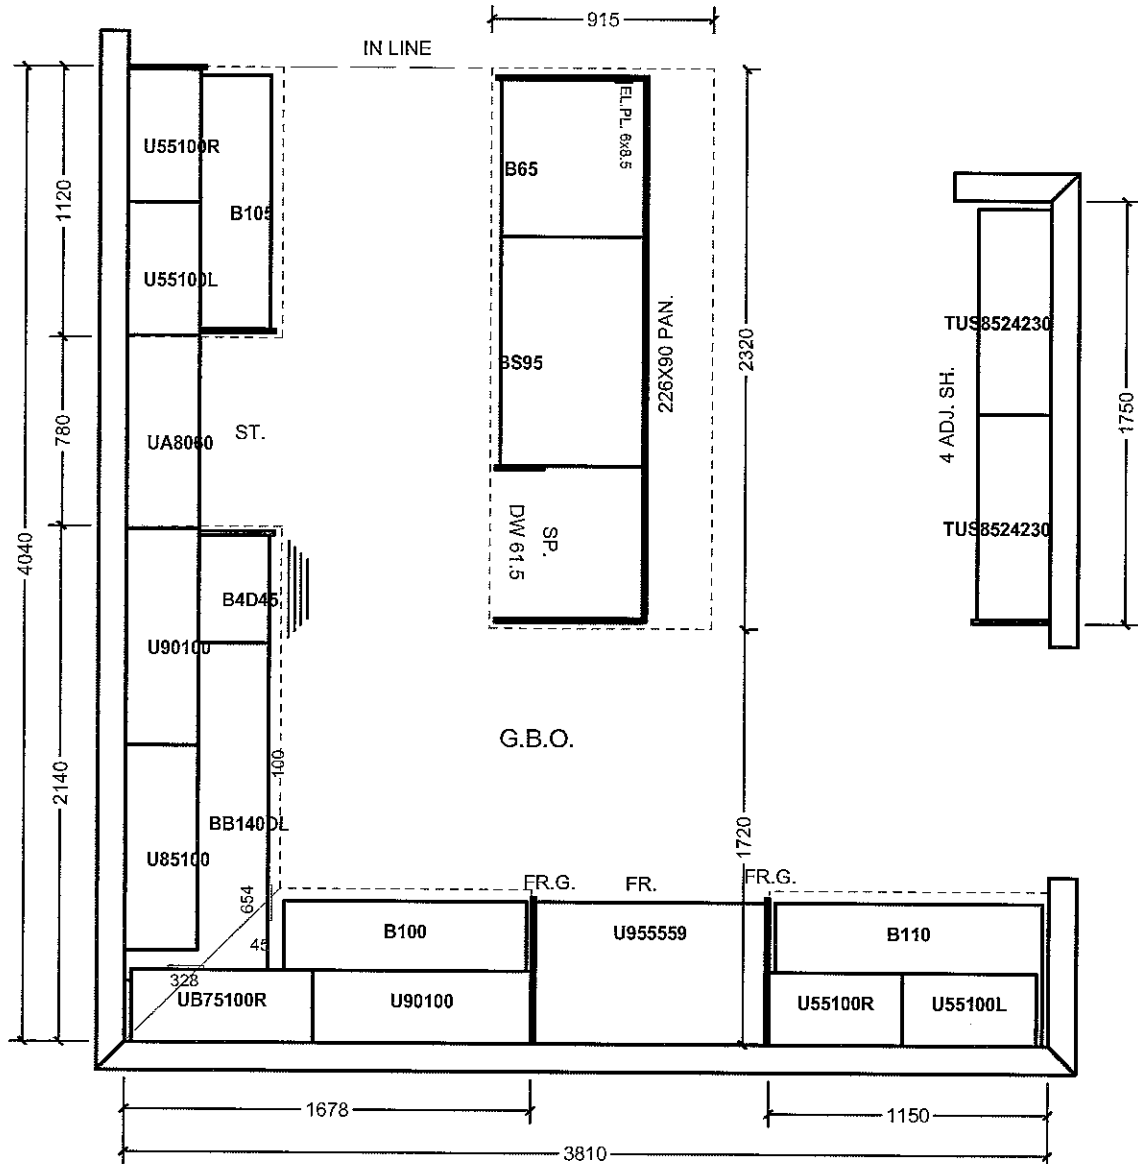 915
IN LINE
U55100R
B105
U55100L
1120
EL.PL. 6x8.5
B65
BS95
226X90 PAN.
2320
TUS8524230
4 ADJ. SH.
1750
TUS8524230
780
UA8060
ST.
4040
SP.
DW 61.5
B4D45
U90100
G.B.O.
100
2140
BB140DL
U85100
1720
654
45
328
FR.G.
FR.
FR.G.
B100
U955559
B110
UB75100R
U90100
U55100R
U55100L
1678
1150
3810